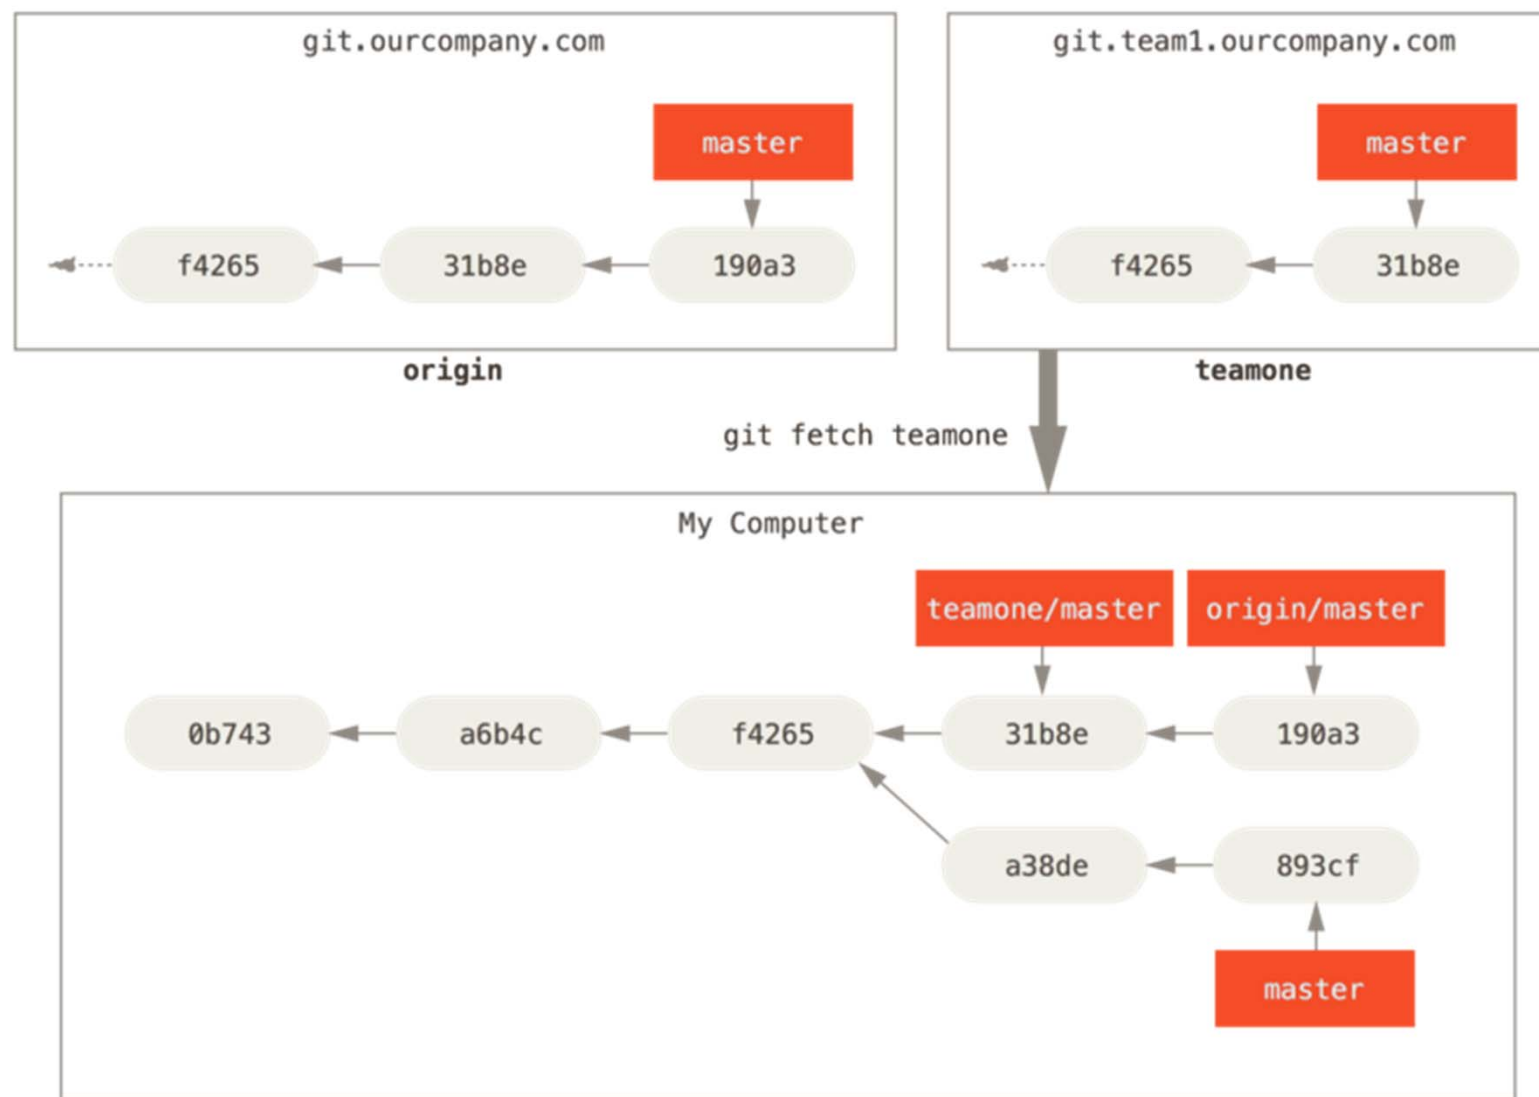 git.ourcompany.com
master
f4265
31b8e
190a3
origin
git.team1.ourcompany.com
master
f4265
31b8e
teamone
git fetch teamone
My Computer
teamone/master
origin/master
0b743
a6b4c
f4265
31b8e
190a3
a38de
893cf
master